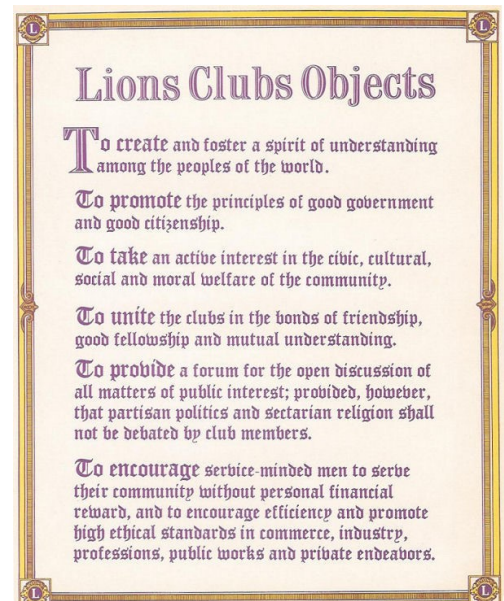 L L
Lions Clubs Objects
To create and foster a spirit of understanding
among the peoples of the world.
To promote the principles of good government
and good citizenship.
To take an active interest in the civic, cultural,
social and moral welfare of the community.
To unite the clubs in the bonds of friendship,
good fellowship and mutual understanding.
To provide a forum for the open discussion of
all matters of public interest; provided, however,
that partisan politics and sectarian religion shall
not be debated by club members.
To encourage service-minded men to serve
their community without personal financial
reward, and to encourage efficiency and promote
high ethical standards in commerce, industry,
professions, public works and private endeavors.
L L